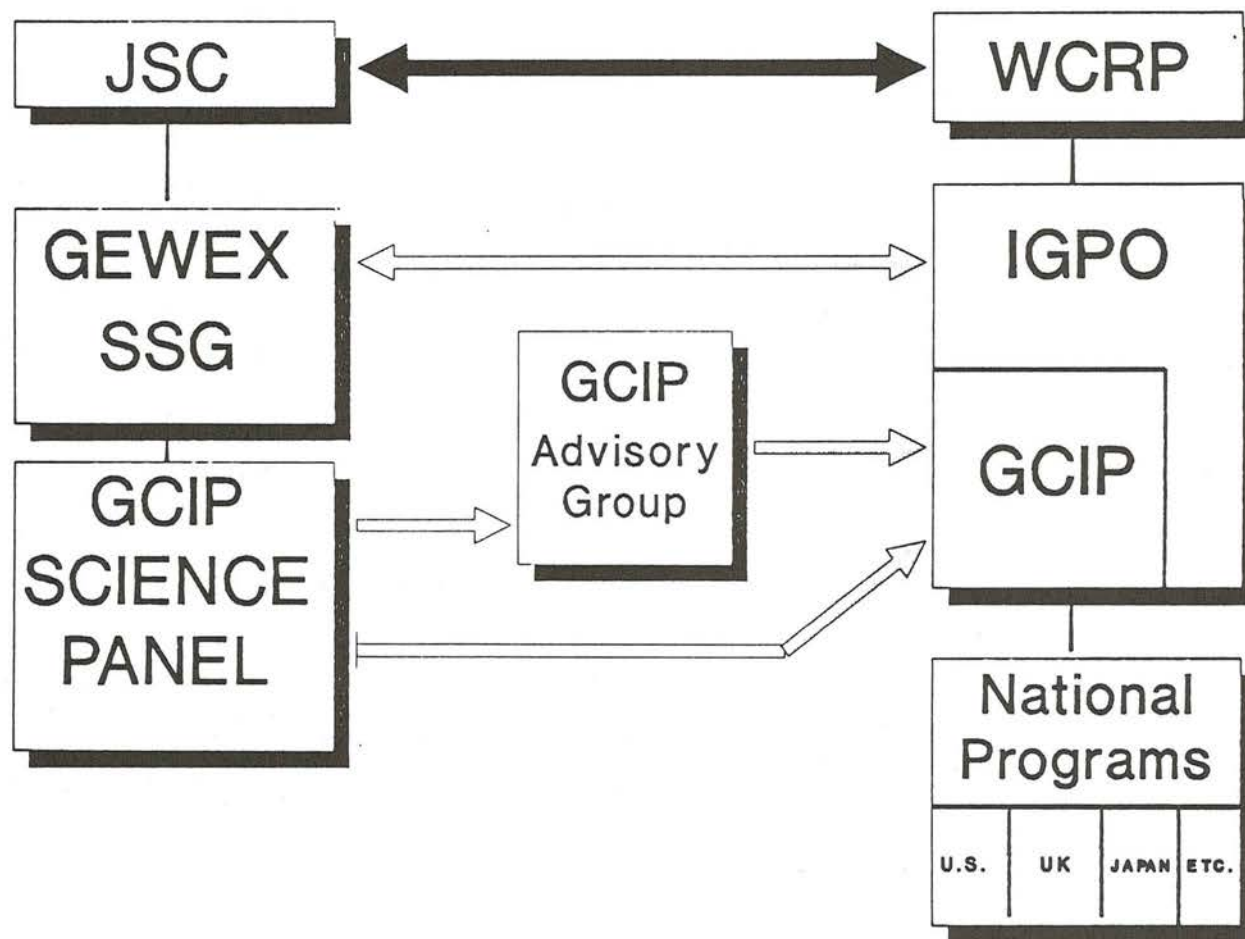 JSC
WCRP
GEWEX
SSG
IGPO
GCIP
Advisory
Group
GCIP
GCIP
SCIENCE
PANEL
National
Programs
U.S.
UK
JAPAN
ETC.